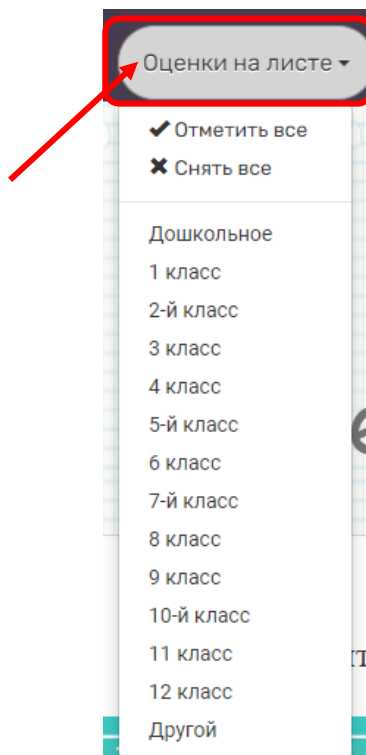 Оценки на листе
Отметить все
Снять все
Дошкольное
1 класс
2-й класс
3 класс
4 класс
5-й класс
6 класс
7-й класс
8 класс
9 класс
10-й класс
11 класс
12 класс
Другой